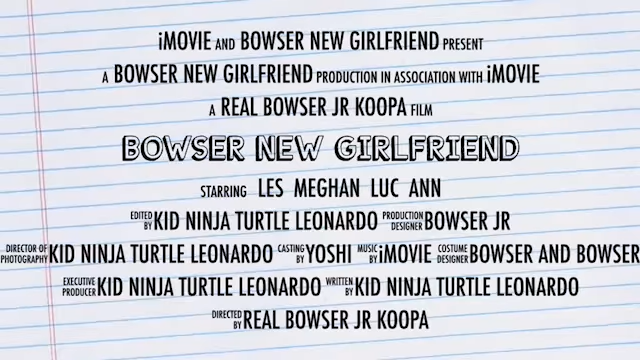 iMOVIE AND BOWSER NEW GIRLFRIEND PRESENT
A BOWSER NEW GIRLFRIEND PRODUCTION IN ASSOCIATION WITH iMOVIE
A REAL BOWSER JR KOOPA FILM
BOWSER NEW GIRLFRIEND
STARRING LES MEGHAN LUC ANN
EDITED BY KID NINJA TURTLE LEONARDO PRODUCTION DESIGNER BOWSER JR
DIRECTOR OF PHOTOGRAPHY KID NINJA TURTLE LEONARDO CASTING BY YOSHI MUSIC BY iMOVIE COSTUME DESIGNER BOWSER AND BOWSER
EXECUTIVE PRODUCER KID NINJA TURTLE LEONARDO WRITTEN BY KID NINJA TURTLE LEONARDO
DIRECTED BY REAL BOWSER JR KOOPA